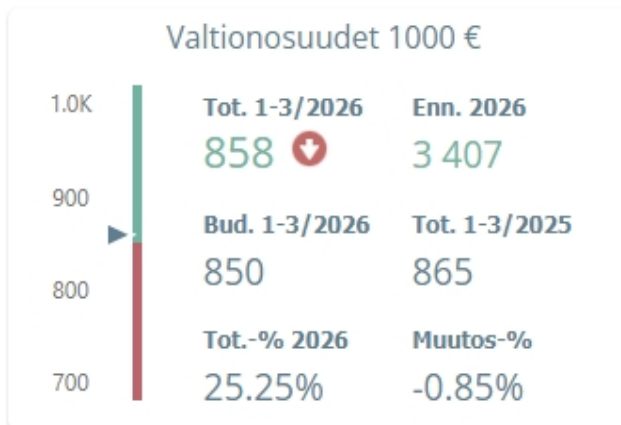 Valtionosuudet 1000 €
1.0K
Tot. 1-3/2026 Enn. 2026
858 3 407
900
Bud. 1-3/2026 Tot. 1-3/2025
850 865
800
Tot.-% 2026 Muutos-%
700
25.25% -0.85%